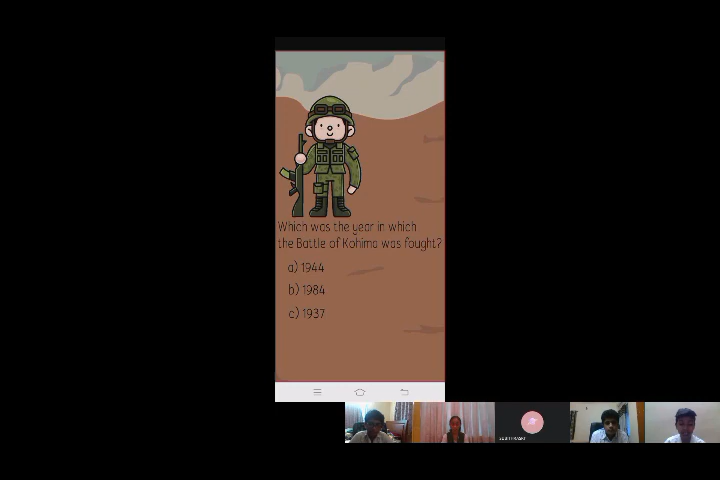 Which was the year in which
the Battle of Kohima was fought?
a) 1944
b) 1984
c) 1937